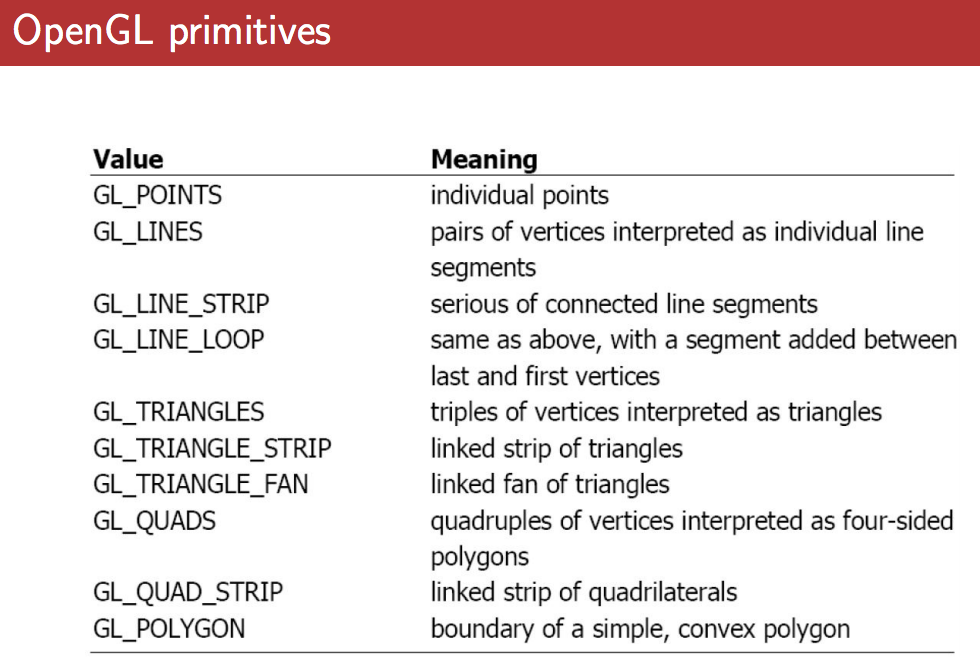 OpenGL primitives
Value Meaning
GL_POINTS individual points
GL_LINES pairs of vertices interpreted as individual line
segments
GL_LINE_STRIP serious of connected line segments
GL_LINE_LOOP same as above, with a segment added between
last and first vertices
GL_TRIANGLES triples of vertices interpreted as triangles
GL_TRIANGLE_STRIP linked strip of triangles
GL_TRIANGLE_FAN linked fan of triangles
GL_QUADS quadruples of vertices interpreted as four-sided
polygons
GL_QUAD_STRIP linked strip of quadrilaterals
GL_POLYGON boundary of a simple, convex polygon